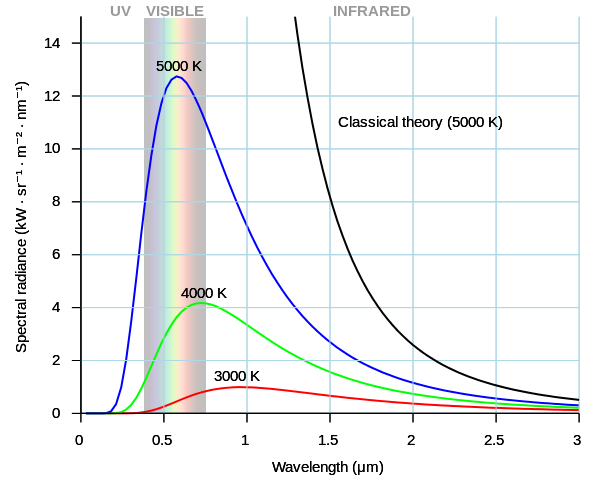 UV VISIBLE INFRARED
14
12
10
8
6
4
2
0
5000 K
Classical theory (5000 K)
4000 K
3000 K
Spectral radiance (kW · sr⁻¹ · m⁻² · nm⁻¹)
0 0.5 1 1.5 2 2.5 3
Wavelength (μm)